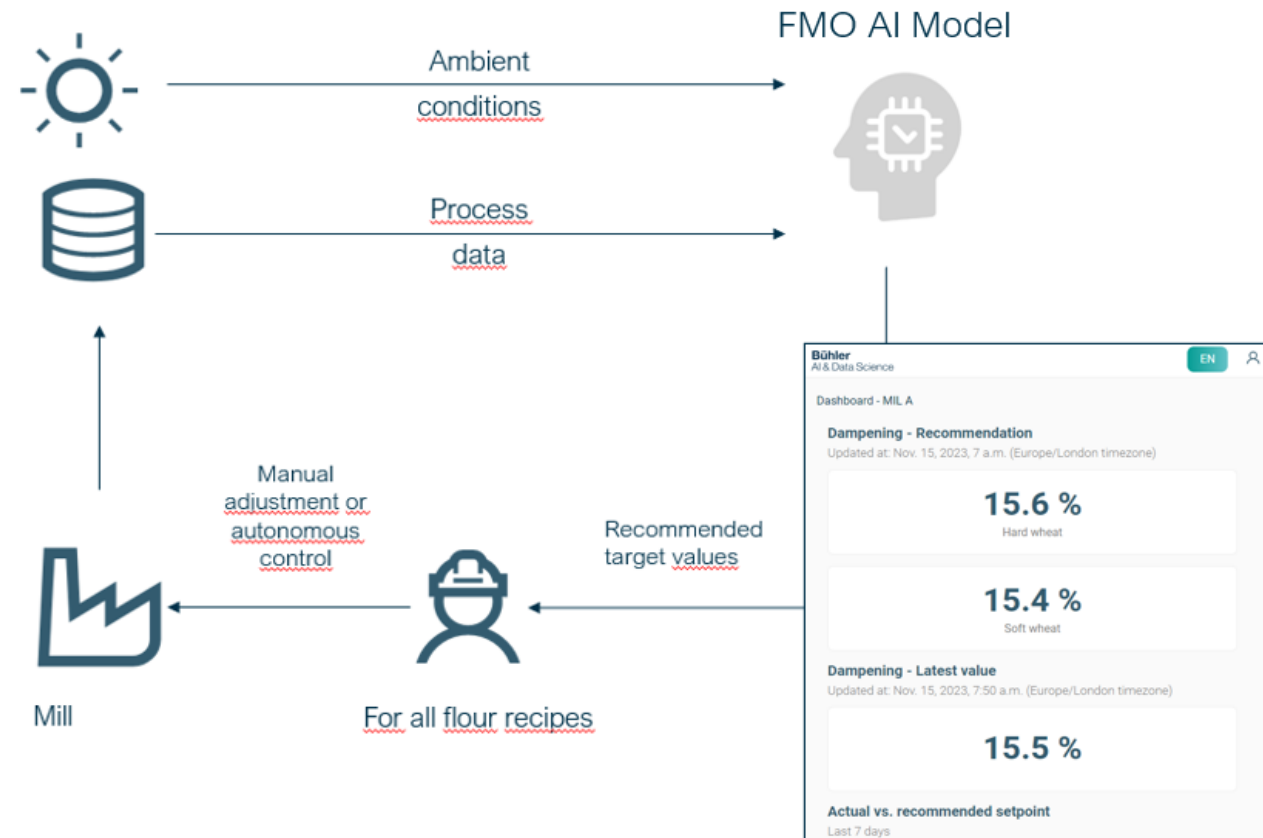 FMO AI Model
Ambient
conditions
Process
data
Bühler
AI & Data Science
EN
Dashboard - MIL A
Dampening - Recommendation
Updated at: Nov. 15, 2023, 7 a.m. (Europe/London timezone)
15.6 %
Hard wheat
15.4 %
Soft wheat
Dampening - Latest value
Updated at: Nov. 15, 2023, 7:50 a.m. (Europe/London timezone)
15.5 %
Actual vs. recommended setpoint
Last 7 days
Recommended
target values
Manual
adjustment or
autonomous
control
For all flour recipes
Mill